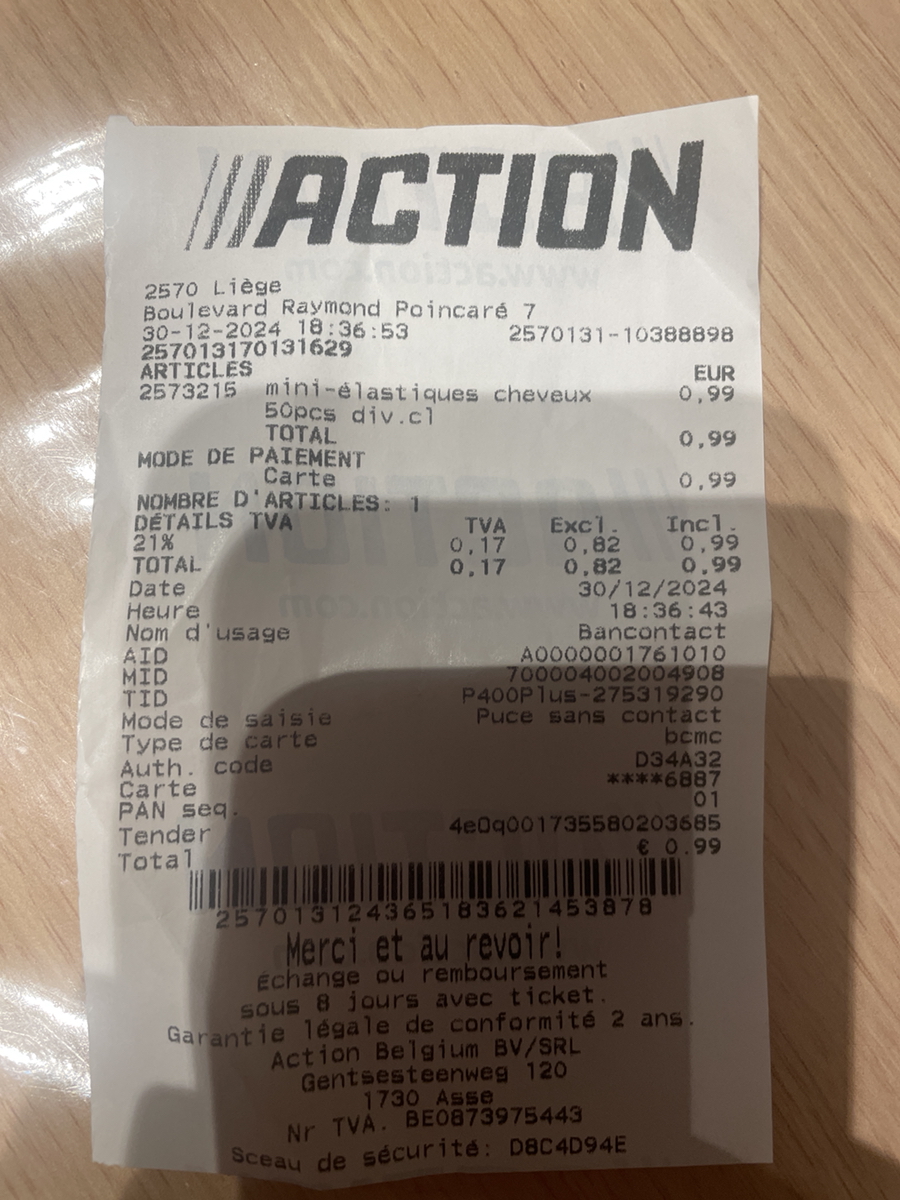 ///ACTION
2570 Liège
Boulevard Raymond Poincaré 7
30-12-2024 18:36:53 2570131-10388898
257013170131629
ARTICLES EUR
2573215 mini-élastiques cheveux 0,99
50pcs div.cl
TOTAL 0,99
MODE DE PAIEMENT
Carte 0,99
NOMBRE D'ARTICLES: 1
DÉTAILS TVA TVA Excl. Incl.
21% 0,17 0,82 0,99
TOTAL 0,17 0,82 0,99
Date 30/12/2024
Heure 18:36:43
Nom d'usage Bancontact
AID A0000001761010
MID 700004002004908
TID P400Plus-275319290
Mode de saisie Puce sans contact
Type de carte bcmc
Auth. code D34A32
Carte ****6887
PAN seq. 01
Tender 4e0q001735580203685
Total € 0.99
2570131243651836214538​78
Merci et au revoir!
Échange ou remboursement
sous 8 jours avec ticket.
Garantie légale de conformité 2 ans.
Action Belgium BV/SRL
Gentsesteenweg 120
1730 Asse
Nr TVA. BE0873975443
Sceau de sécurité: D8C4D94E